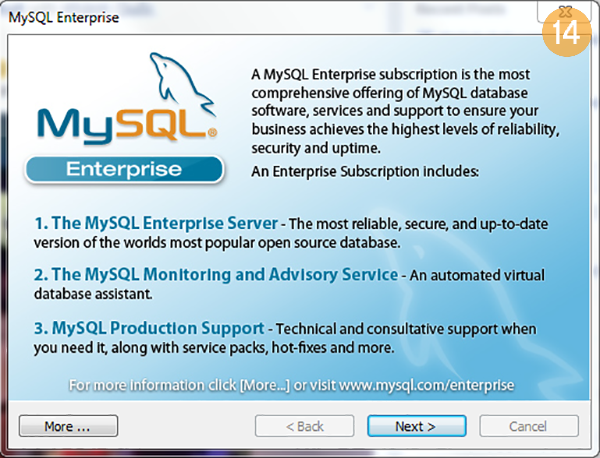 MySQL Enterprise
14
MySQL®
Enterprise
A MySQL Enterprise subscription is the most
comprehensive offering of MySQL database
software, services and support to ensure your
business achieves the highest levels of reliability,
security and uptime.
An Enterprise Subscription includes:
1. The MySQL Enterprise Server - The most reliable, secure, and up-to-date
version of the worlds most popular open source database.
2. The MySQL Monitoring and Advisory Service - An automated virtual
database assistant.
3. MySQL Production Support - Technical and consultative support when
you need it, along with service packs, hot-fixes and more.
For more information click [More...] or visit www.mysql.com/enterprise
More ...
< Back
Next >
Cancel